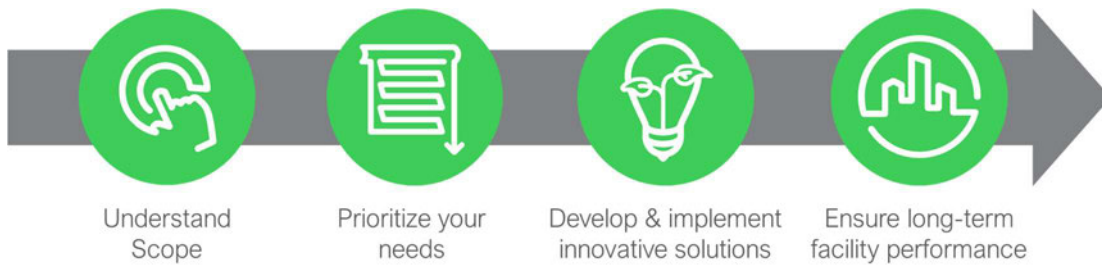 Understand
Scope
Prioritize your
needs
Develop & implement
innovative solutions
Ensure long-term
facility performance